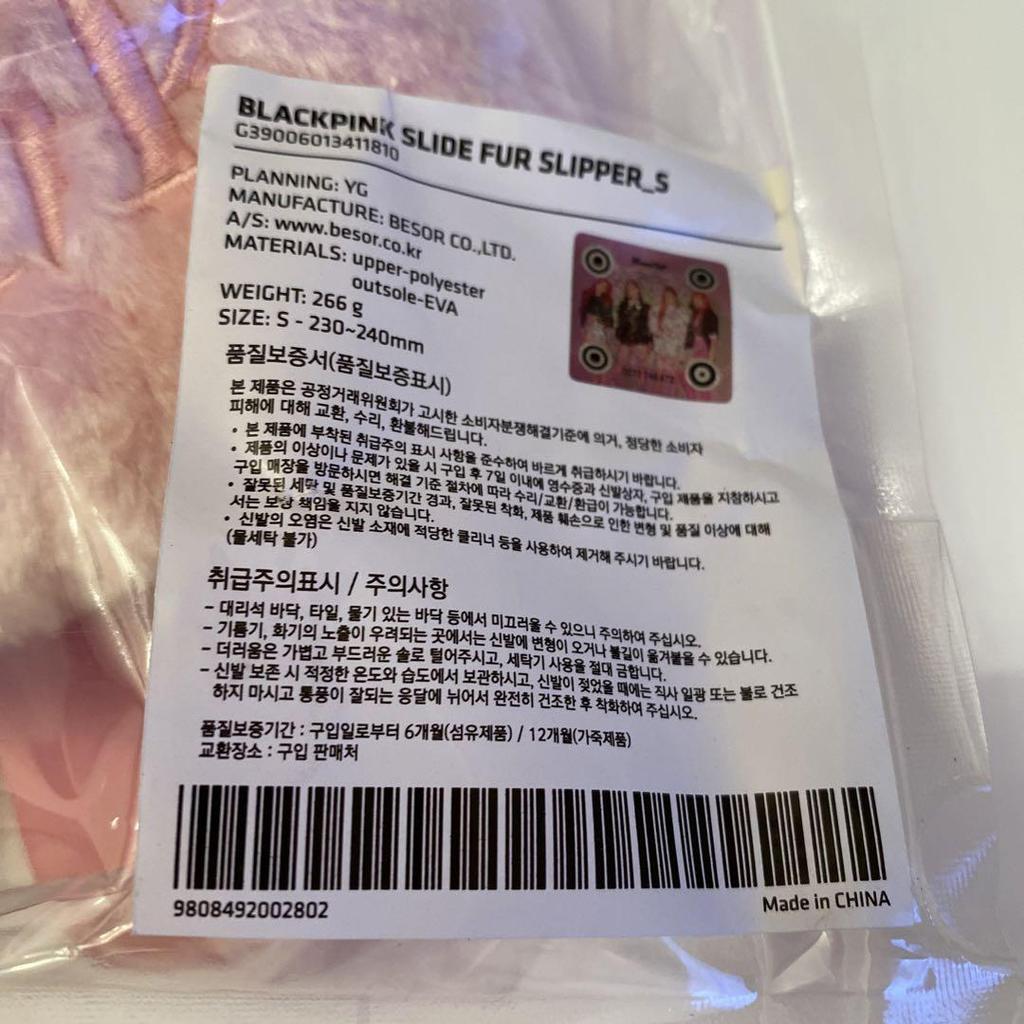 BLACKPINK SLIDE FUR SLIPPER_S
G39006013411810
PLANNING: YG
MANUFACTURE: BESOR CO.,LTD.
A/S: www.besor.co.kr
MATERIALS: upper-polyester
outsole-EVA
WEIGHT: 266 g
SIZE: S - 230~240mm
품질보증서(품질보증표시)
본 제품은 공정거래위원회가 고시한 소비자분쟁해결기준에 의거, 정당한 소비자
피해에 대해 교환, 수리, 환불해드립니다.
• 본 제품에 부착된 취급주의 표시 사항을 준수하여 바르게 취급하시기 바랍니다.
• 제품의 이상이나 문제가 있을 시 구입 후 7일 이내에 영수증과 신발상자, 구입 제품을 지참하시고
구입 매장을 방문하시면 해결 기준 절차에 따라 수리/교환/환급이 가능합니다.
• 잘못된 세탁 및 품질보증기간 경과, 잘못된 착화, 제품 훼손으로 인한 변형 및 품질 이상에 대해
서는 보상 책임을 지지 않습니다.
• 신발의 오염은 신발 소재에 적당한 클리너 등을 사용하여 제거해 주시기 바랍니다.
(물세탁 불가)
취급주의표시 / 주의사항
- 대리석 바닥, 타일, 물기 있는 바닥 등에서 미끄러울 수 있으니 주의하여 주십시오.
- 기름기, 화기의 노출이 우려되는 곳에서는 신발에 변형이 오거나 불길이 옮겨붙을 수 있습니다.
- 더러움은 가볍고 부드러운 솔로 털어주시고, 세탁기 사용을 절대 금합니다.
- 신발 보존 시 적정한 온도와 습도에서 보관하시고, 신발이 젖었을 때에는 직사 일광 또는 불로 건조
하지 마시고 통풍이 잘되는 응달에 뉘어서 완전히 건조한 후 착화하여 주십시오.
품질보증기간 : 구입일로부터 6개월(섬유제품) / 12개월(가죽제품)
교환장소 : 구입 판매처
9808492002802
Made in CHINA